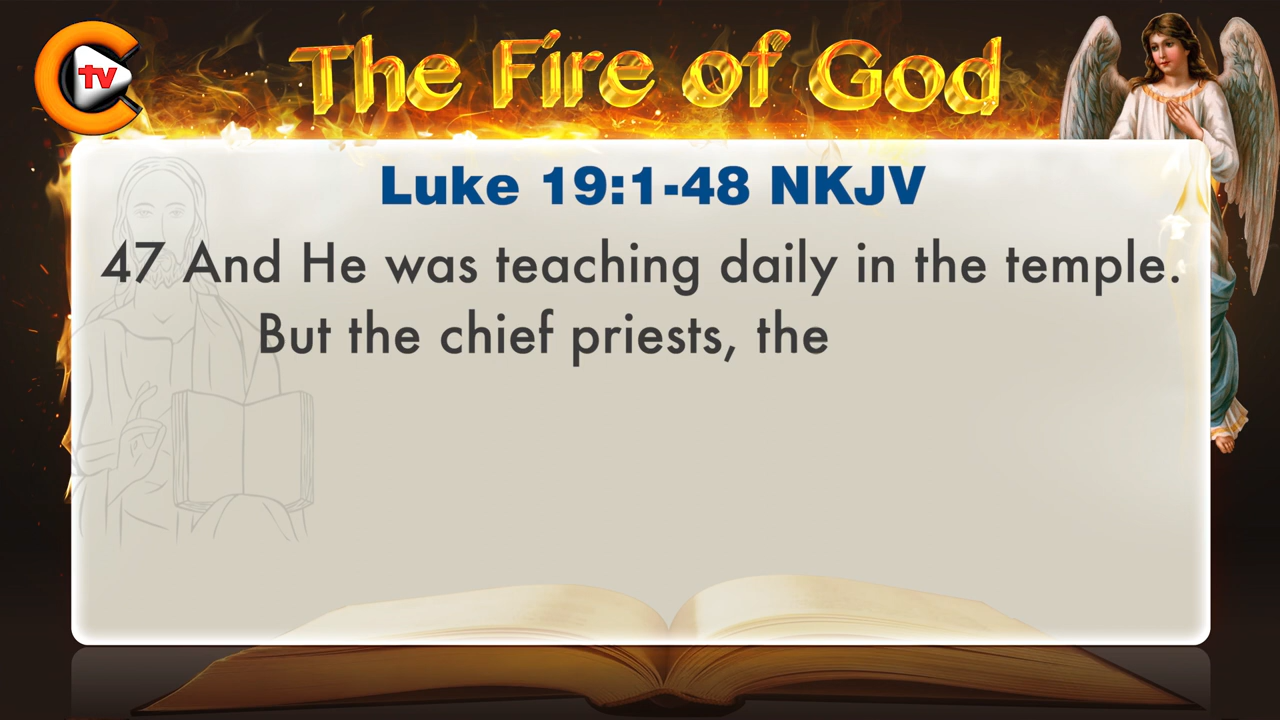 tv
The Fire of God
Luke 19:1-48 NKJV
47 And He was teaching daily in the temple.
But the chief priests, the